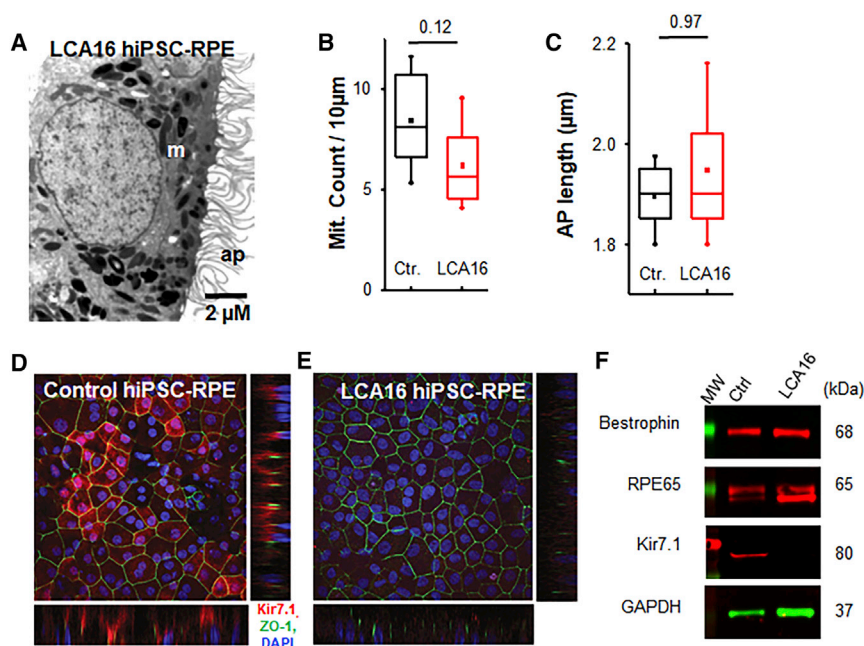 A
LCA16 hiPSC-RPE
m
ap
2 µM
B
0.12
Mit. Count / 10µm
10
5
0
Ctr.
LCA16
C
0.97
AP length (µm)
2.2
2.0
1.8
Ctr.
LCA16
D
Control hiPSC-RPE
Kir7.1,
ZO-1,
DAPI
E
LCA16 hiPSC-RPE
F
MW
Ctrl
LCA16
(kDa)
Bestrophin
68
RPE65
65
Kir7.1
80
GAPDH
37